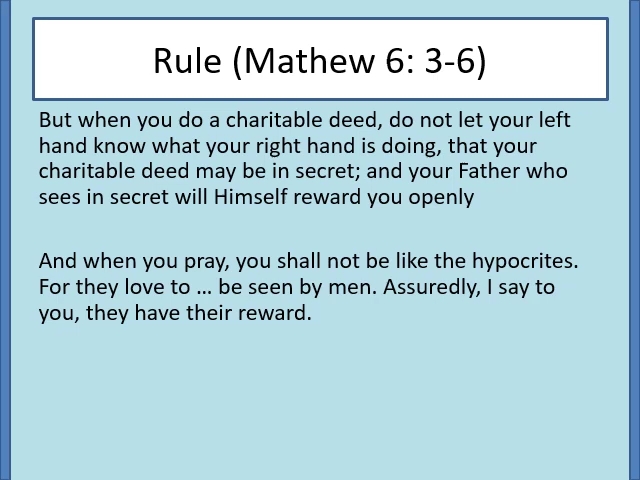 Rule (Mathew 6: 3-6)
But when you do a charitable deed, do not let your left
hand know what your right hand is doing, that your
charitable deed may be in secret; and your Father who
sees in secret will Himself reward you openly
And when you pray, you shall not be like the hypocrites.
For they love to … be seen by men. Assuredly, I say to
you, they have their reward.